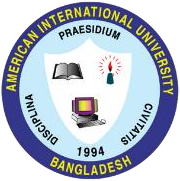 AMERICAN INTERNATIONAL UNIVERSITY
PRAESIDIUM
DISCIPLINA
CIVITATIS
1994
BANGLADESH